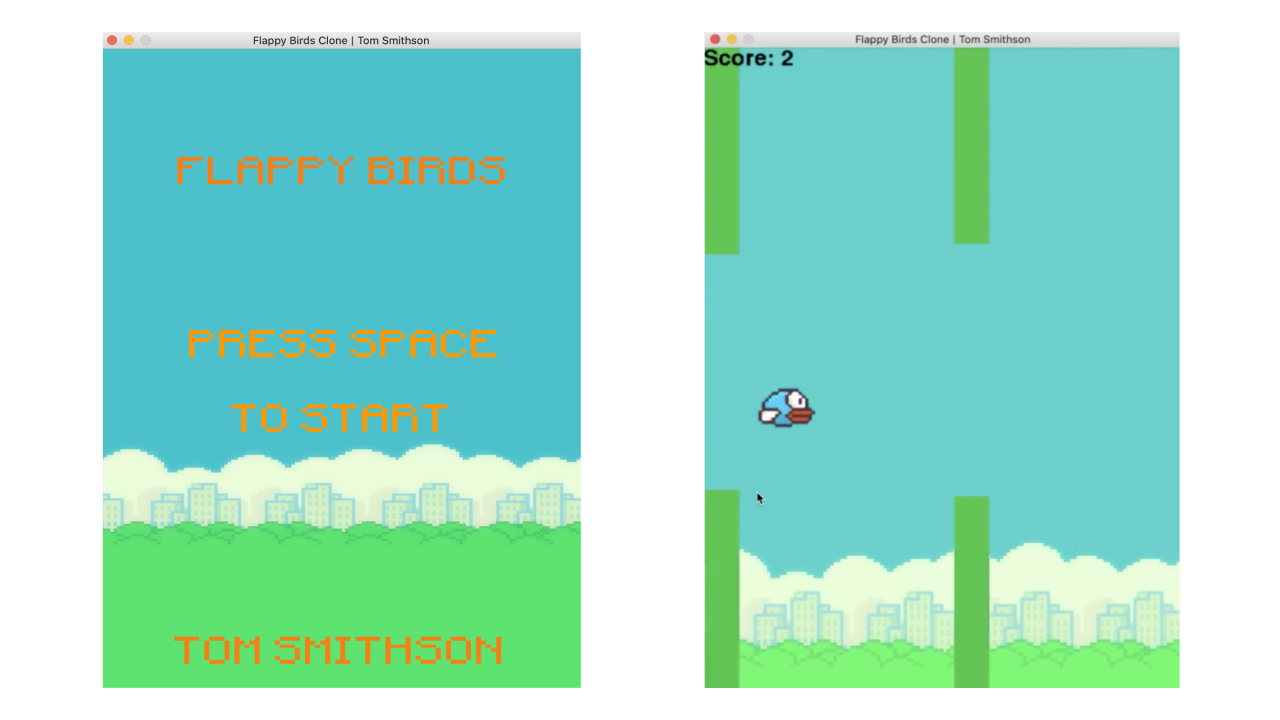 Flappy Birds Clone | Tom Smithson
FLAPPY BIRDS
PRESS SPACE
TO START
TOM SMITHSON
Flappy Birds Clone | Tom Smithson
Score: 2